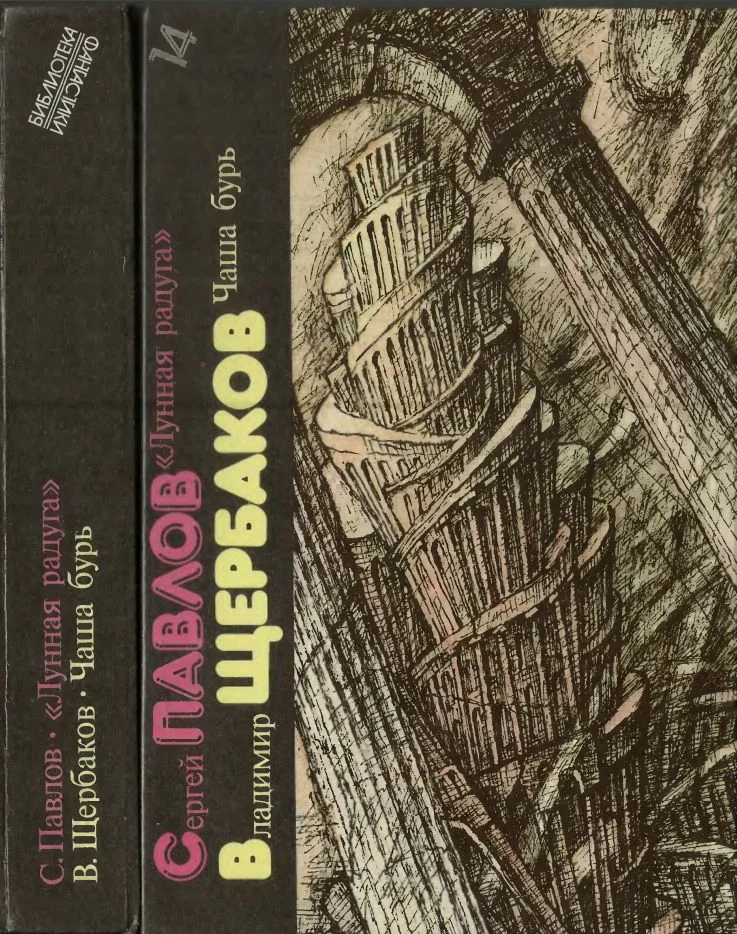 БИБЛИОТЕКА
ФАНТАСТИКИ
С. Павлов · «Лунная радуга»
В. Щербаков · Чаша бурь
14
Сергей ПАВЛОВ «Лунная радуга»
Владимир ЩЕРБАКОВ Чаша бурь